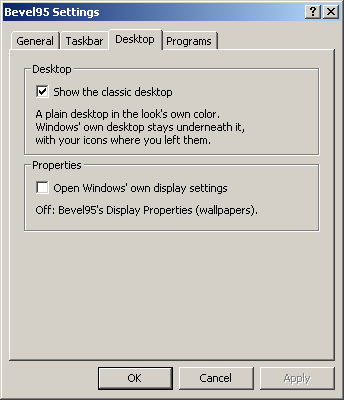 Bevel95 Settings
General Taskbar Desktop Programs
Desktop
Show the classic desktop
A plain desktop in the look's own color.
Windows' own desktop stays underneath it,
with your icons where you left them.
Properties
Open Windows' own display settings
Off: Bevel95's Display Properties (wallpapers).
OK Cancel Apply